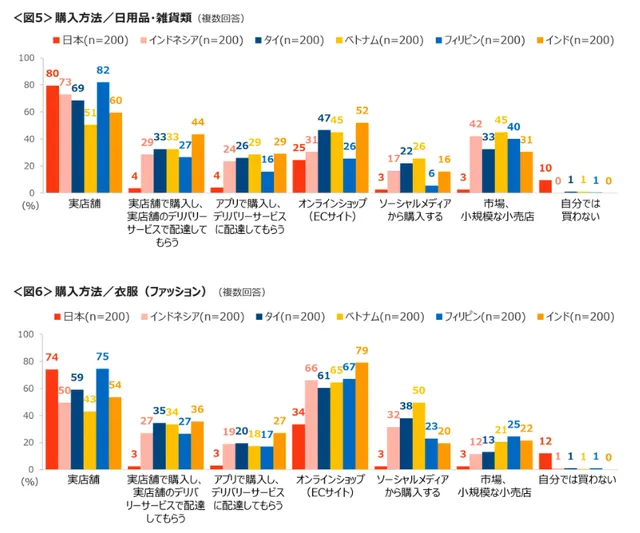 ＜図5＞購入方法／日用品・雑貨類（複数回答）
日本(n=200) インドネシア(n=200) タイ(n=200) ベトナム(n=200) フィリピン(n=200) インド(n=200)
100
80
60
40
20
0
(%)
80 73 69 51 82 60
4 29 33 33 27 44
4 24 26 29 16 29
25 31 47 45 26 52
3 17 22 26 6 16
3 42 33 45 40 31
10 0 1 1 1 0
実店舗
実店舗で購入し、
実店舗のデリバリー
サービスで配達して
もらう
アプリで購入し、
デリバリーサービス
に配達してもらう
オンラインショップ
（ECサイト）
ソーシャルメディア
から購入する
市場、
小規模な小売店
自分では
買わない
＜図6＞購入方法／衣服（ファッション）（複数回答）
日本(n=200) インドネシア(n=200) タイ(n=200) ベトナム(n=200) フィリピン(n=200) インド(n=200)
100
80
60
40
20
0
(%)
74 50 59 43 75 54
3 27 35 34 27 36
3 19 20 18 17 27
34 66 61 65 67 79
3 32 38 50 23 20
3 12 13 21 25 22
12 1 1 1 1 0
実店舗
実店舗で購入し、
実店舗のデリバ
リーサービスで配達
してもらう
アプリで購入し、
デリバリーサービス
に配達してもらう
オンラインショップ
（ECサイト）
ソーシャルメディア
から購入する
市場、
小規模な小売店
自分では買わない